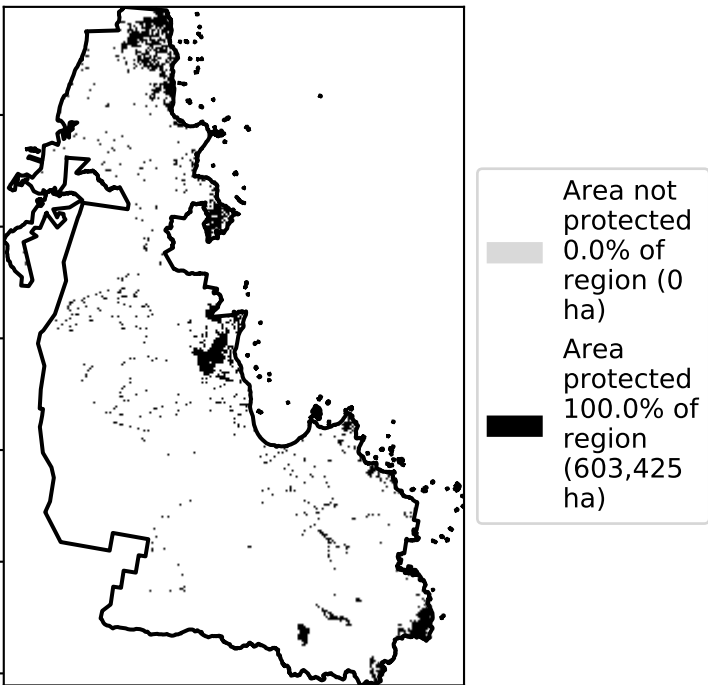 Area not
protected
0.0% of
region (0
ha)
Area
protected
100.0% of
region
(603,425
ha)